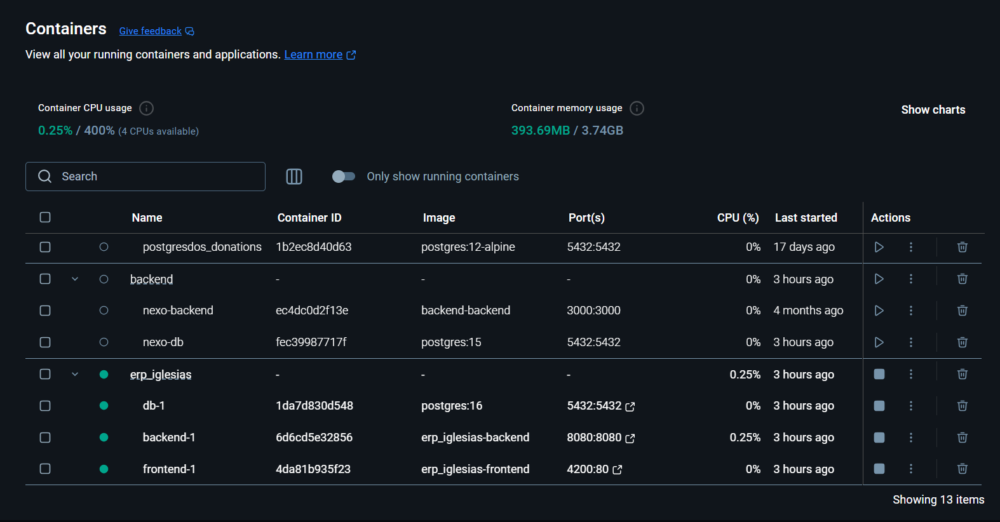 Containers Give feedback
View all your running containers and applications. Learn more
Container CPU usage
0.25% / 400% (4 CPUs available)
Container memory usage
393.69MB / 3.74GB
Show charts
Search
Only show running containers
Name Container ID Image Port(s) CPU (%) Last started Actions
postgresdos_donations 1b2ec8d40d63 postgres:12-alpine 5432:5432 0% 17 days ago
backend - - - 0% 3 hours ago
nexo-backend ec4dc0d2f13e backend-backend 3000:3000 0% 4 months ago
nexo-db fec39987717f postgres:15 5432:5432 0% 3 hours ago
erp_iglesias - - - 0.25% 3 hours ago
db-1 1da7d830d548 postgres:16 5432:5432 0% 3 hours ago
backend-1 6d6cd5e32856 erp_iglesias-backend 8080:8080 0.25% 3 hours ago
frontend-1 4da81b935f23 erp_iglesias-frontend 4200:80 0% 3 hours ago
Showing 13 items